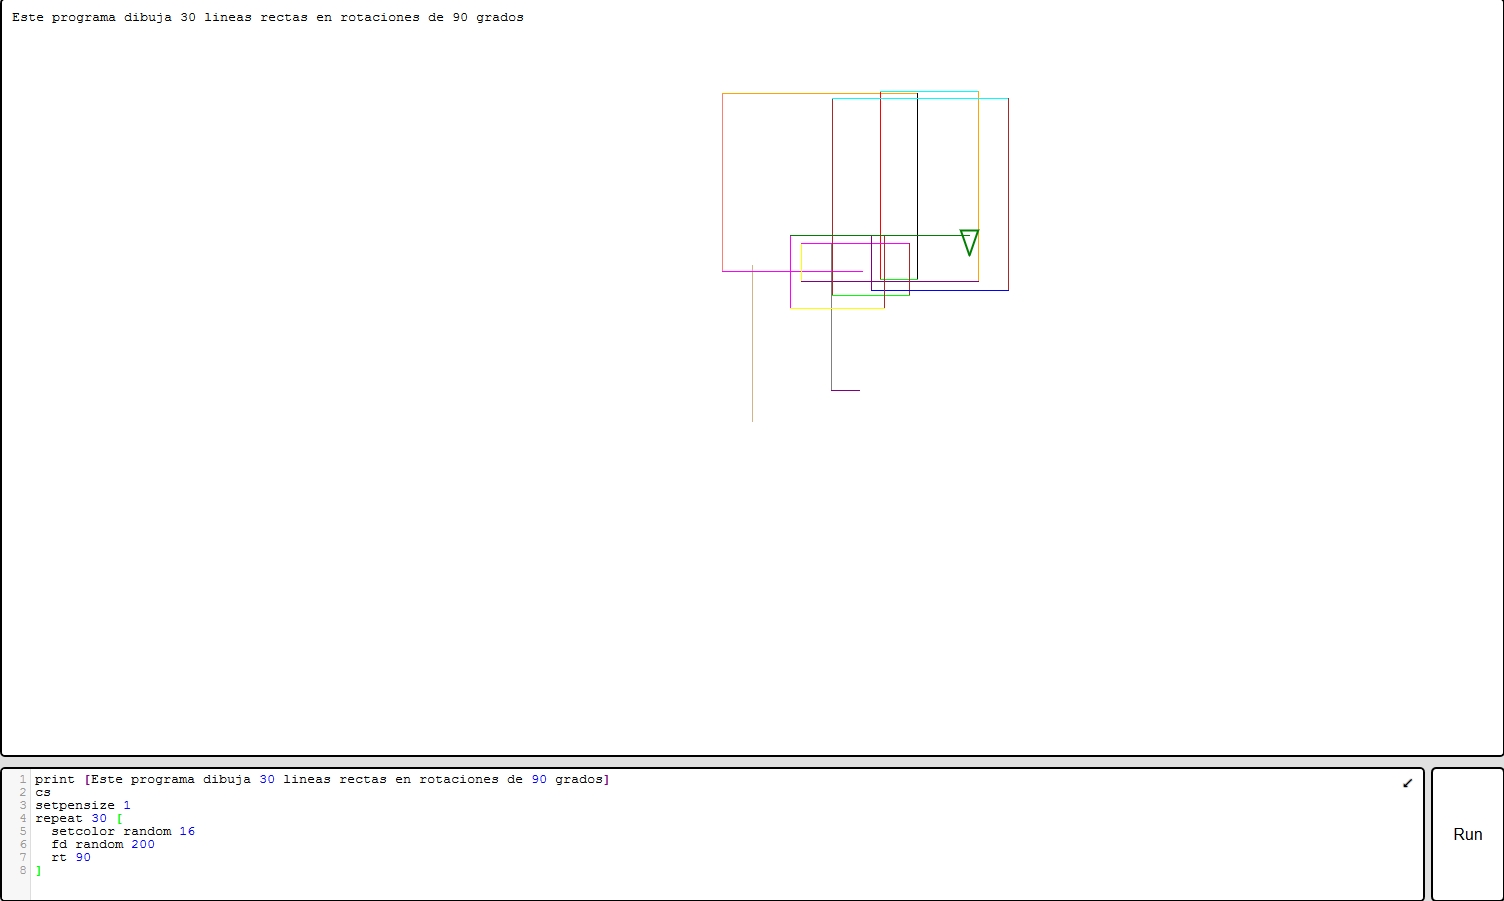 Este programa dibuja 30 lineas rectas en rotaciones de 90 grados
1 print [Este programa dibuja 30 lineas rectas en rotaciones de 90 grados]
2 cs
3 setpensize 1
4 repeat 30 [
5 setcolor random 16
6 fd random 200
7 rt 90
8 ]
Run